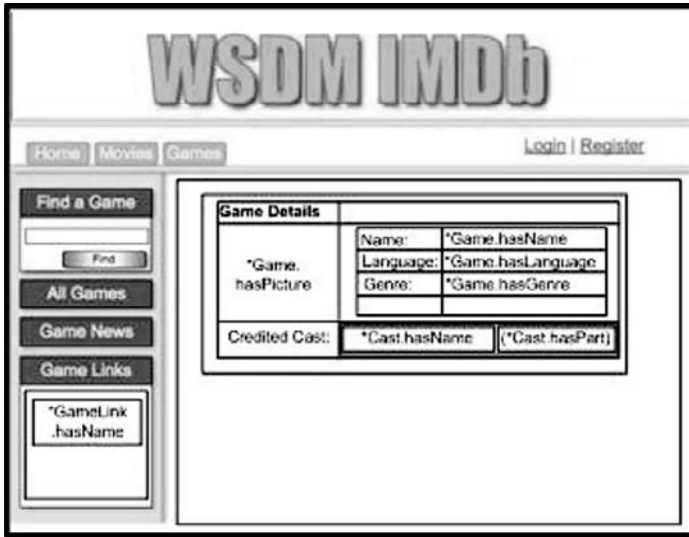 WSDM IMDb
Home Movies Games
Login | Register
Find a Game
Find
All Games
Game News
Game Links
*GameLink
.hasName
Game Details
*Game.
hasPicture
Name: *Game.hasName
Language: *Game.hasLanguage
Genre: *Game.hasGenre
Credited Cast: *Cast.hasName (*Cast.hasPart)